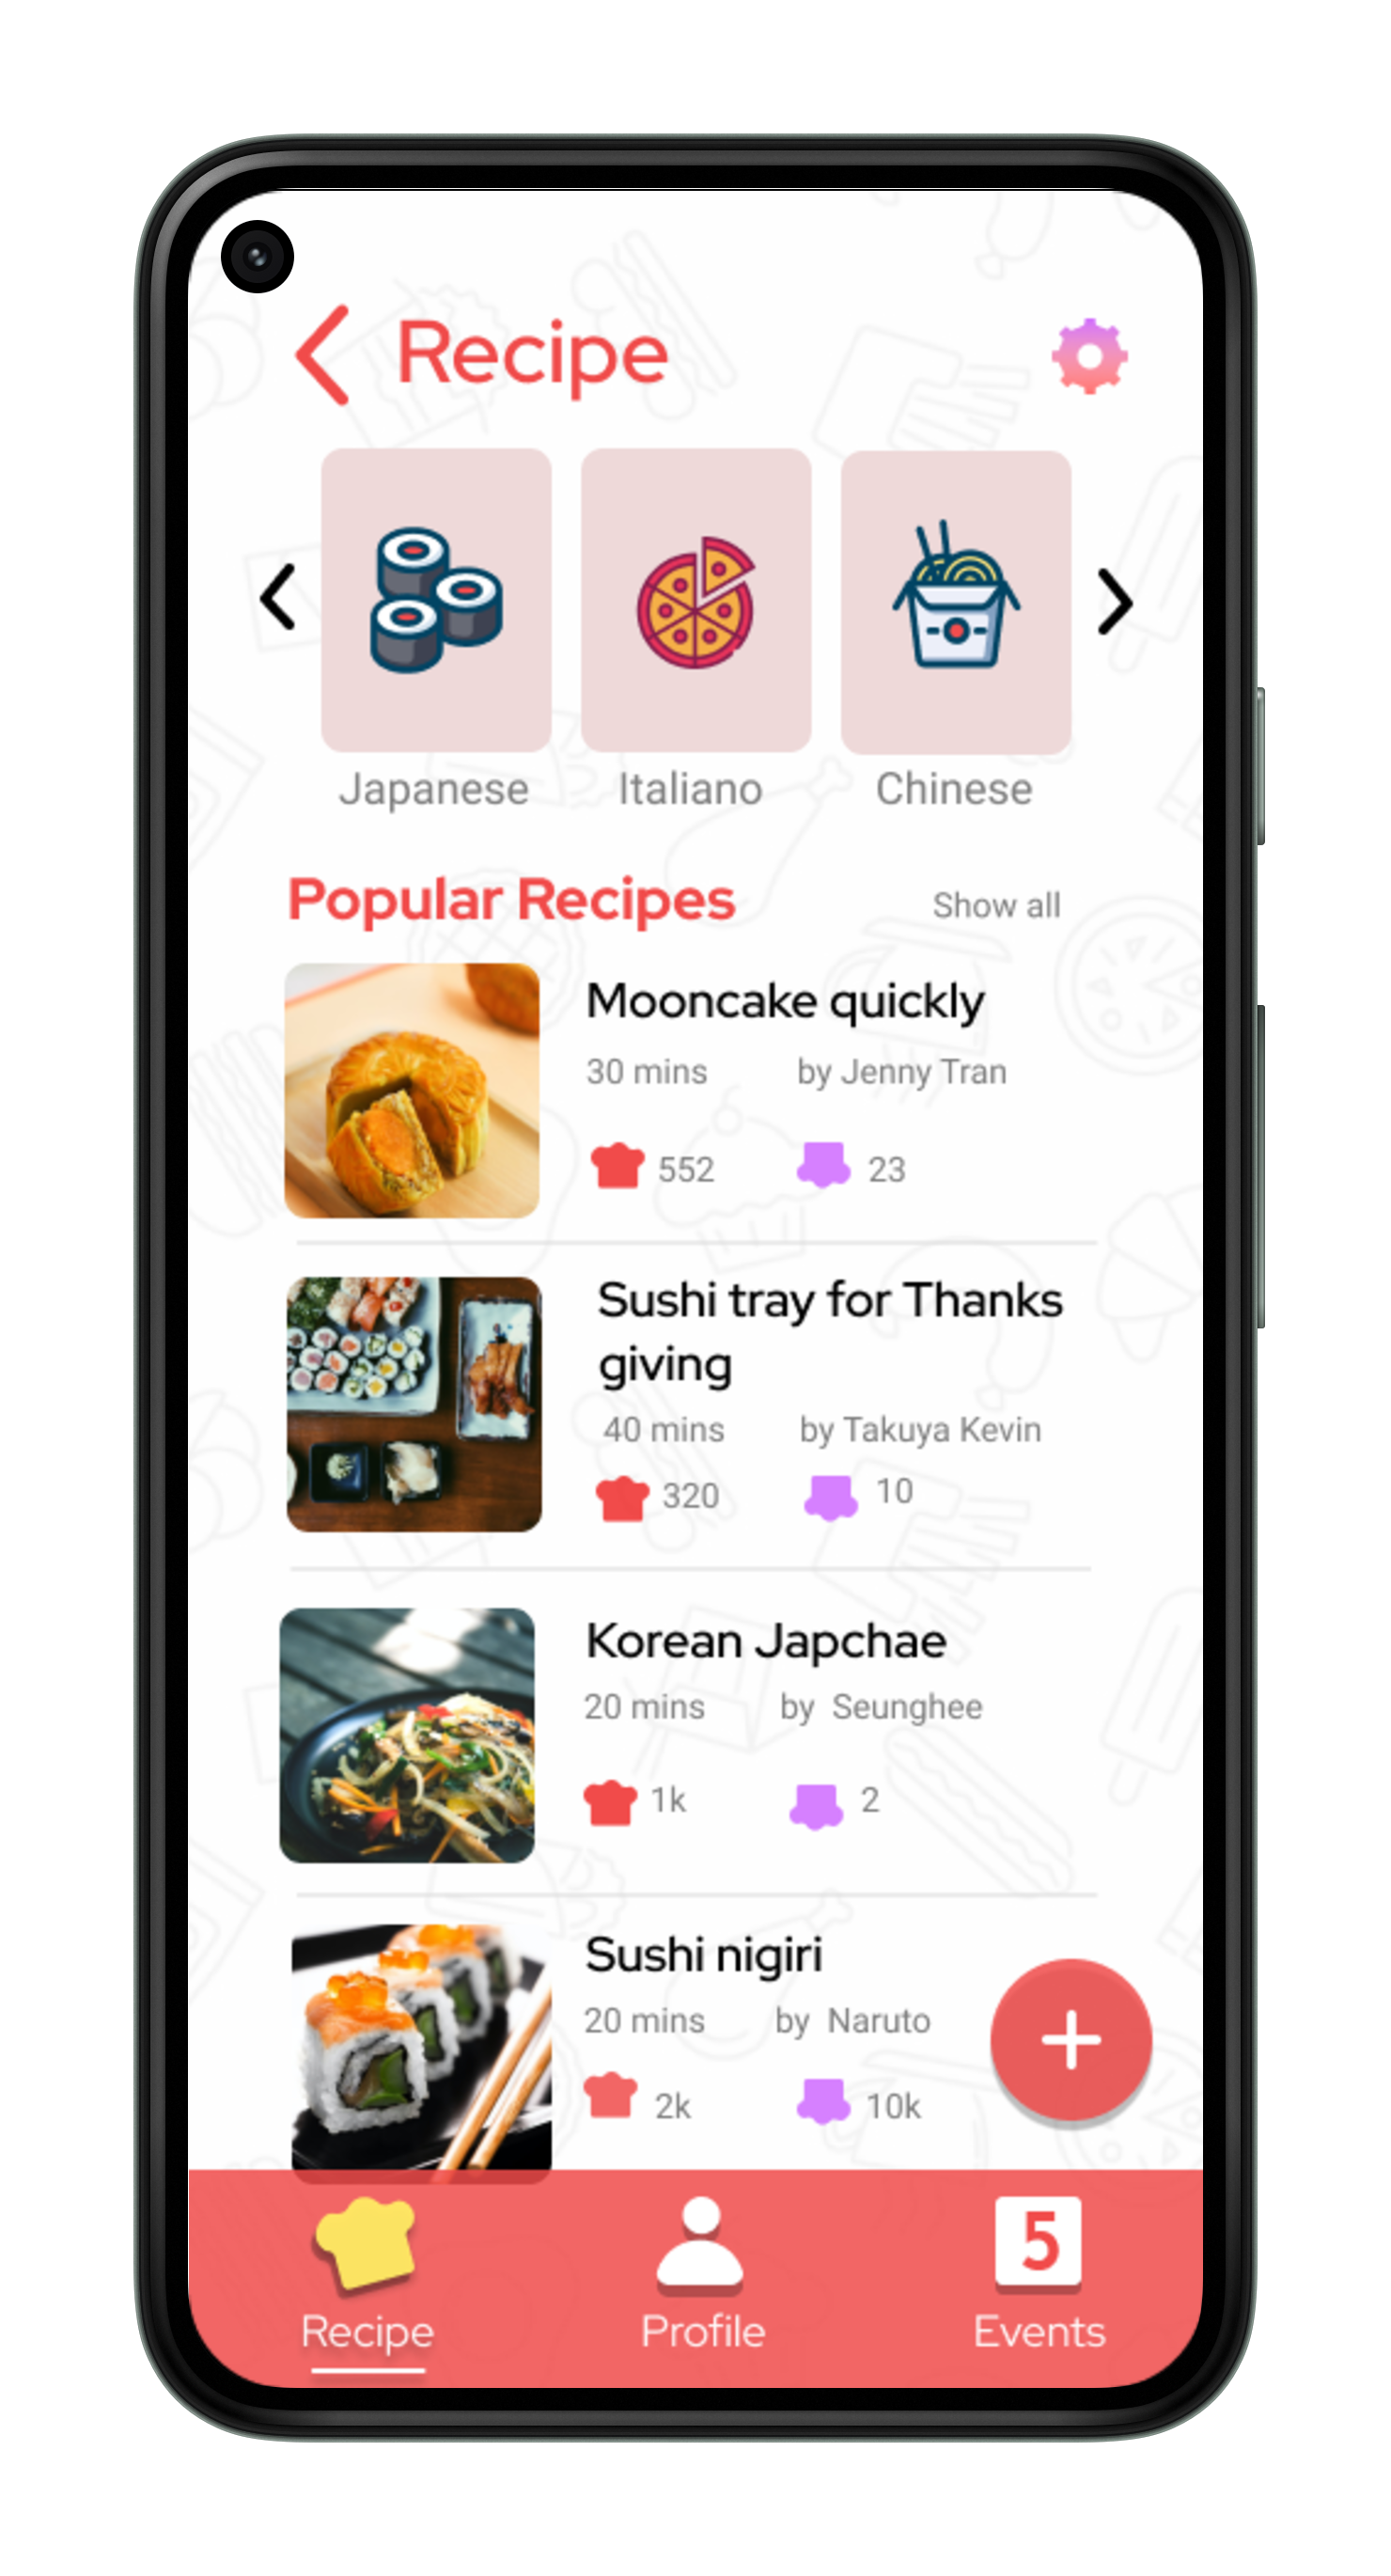 Recipe
Japanese
Italiano
Chinese
Popular Recipes
Show all
Mooncake quickly
30 mins by Jenny Tran
552 23
Sushi tray for Thanks
giving
40 mins by Takuya Kevin
320 10
Korean Japchae
20 mins by Seunghee
1k 2
Sushi nigiri
20 mins by Naruto
2k 10k
5
Recipe Profile Events